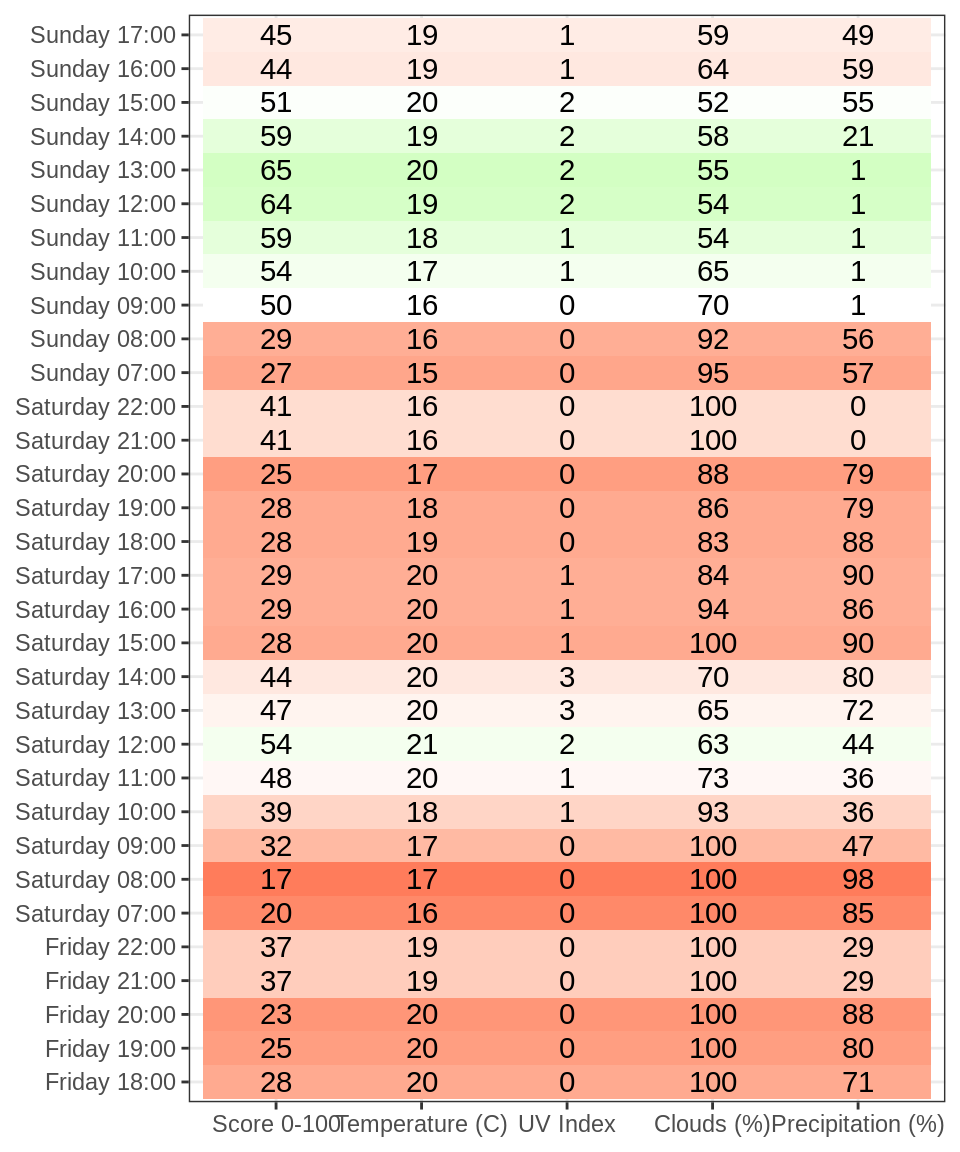 Sunday 17:00 45 19 1 59 49
Sunday 16:00 44 19 1 64 59
Sunday 15:00 51 20 2 52 55
Sunday 14:00 59 19 2 58 21
Sunday 13:00 65 20 2 55 1
Sunday 12:00 64 19 2 54 1
Sunday 11:00 59 18 1 54 1
Sunday 10:00 54 17 1 65 1
Sunday 09:00 50 16 0 70 1
Sunday 08:00 29 16 0 92 56
Sunday 07:00 27 15 0 95 57
Saturday 22:00 41 16 0 100 0
Saturday 21:00 41 16 0 100 0
Saturday 20:00 25 17 0 88 79
Saturday 19:00 28 18 0 86 79
Saturday 18:00 28 19 0 83 88
Saturday 17:00 29 20 1 84 90
Saturday 16:00 29 20 1 94 86
Saturday 15:00 28 20 1 100 90
Saturday 14:00 44 20 3 70 80
Saturday 13:00 47 20 3 65 72
Saturday 12:00 54 21 2 63 44
Saturday 11:00 48 20 1 73 36
Saturday 10:00 39 18 1 93 36
Saturday 09:00 32 17 0 100 47
Saturday 08:00 17 17 0 100 98
Saturday 07:00 20 16 0 100 85
Friday 22:00 37 19 0 100 29
Friday 21:00 37 19 0 100 29
Friday 20:00 23 20 0 100 88
Friday 19:00 25 20 0 100 80
Friday 18:00 28 20 0 100 71
Score 0-100 Temperature (C) UV Index Clouds (%) Precipitation (%)